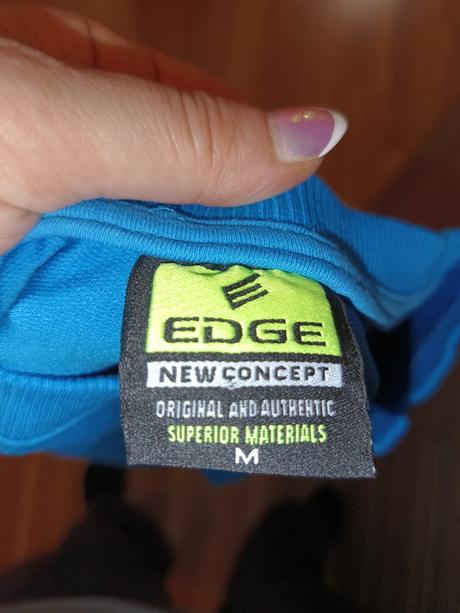 E
EDGE
NEW CONCEPT
ORIGINAL AND AUTHENTIC
SUPERIOR MATERIALS
M